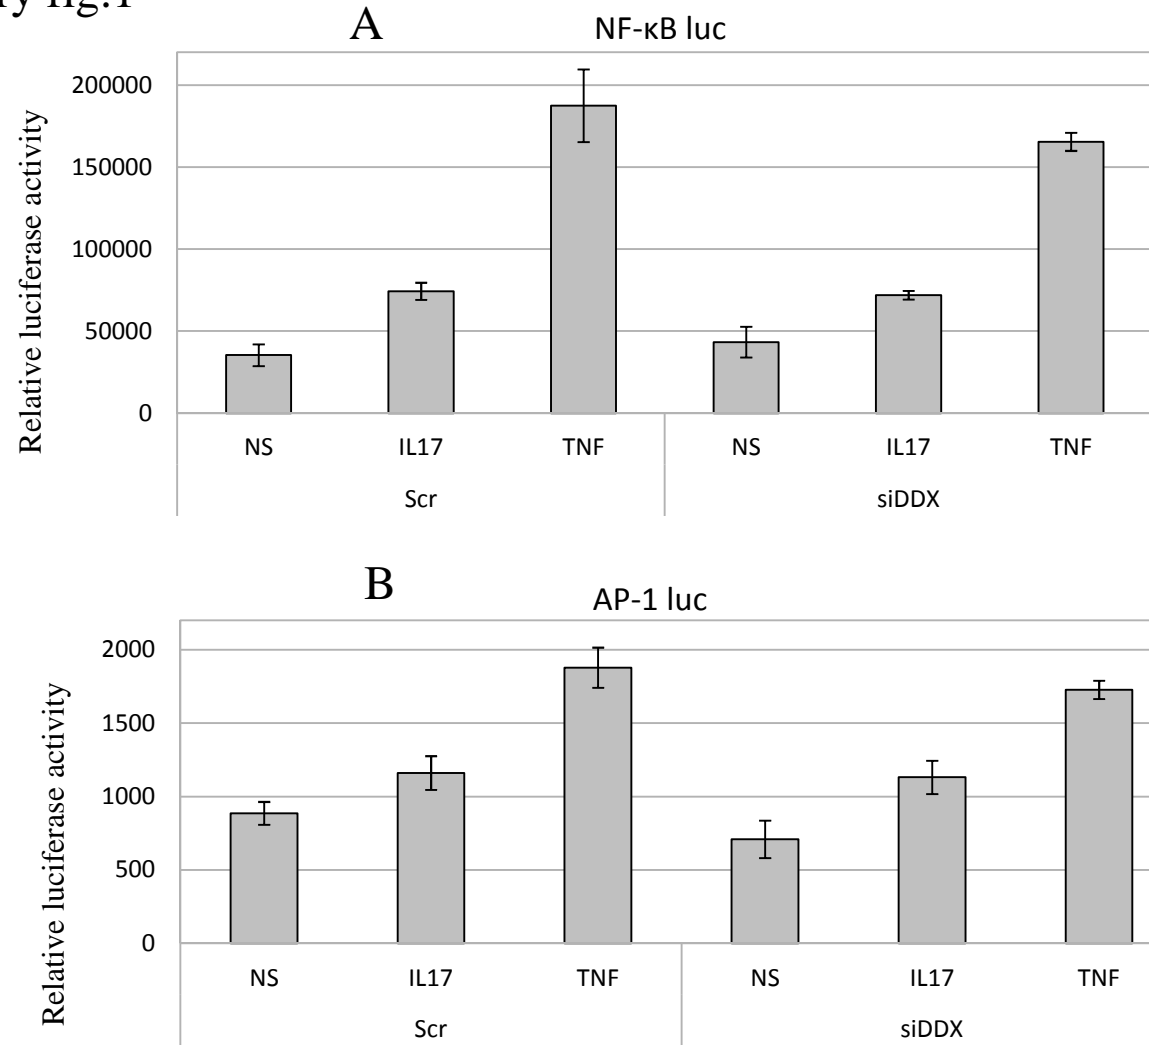 fig.1
A
NF-κB luc
Relative luciferase activity
200000
150000
100000
50000
0
NS IL17 TNF NS IL17 TNF
Scr siDDX
B
AP-1 luc
Relative luciferase activity
2000
1500
1000
500
0
NS IL17 TNF NS IL17 TNF
Scr siDDX